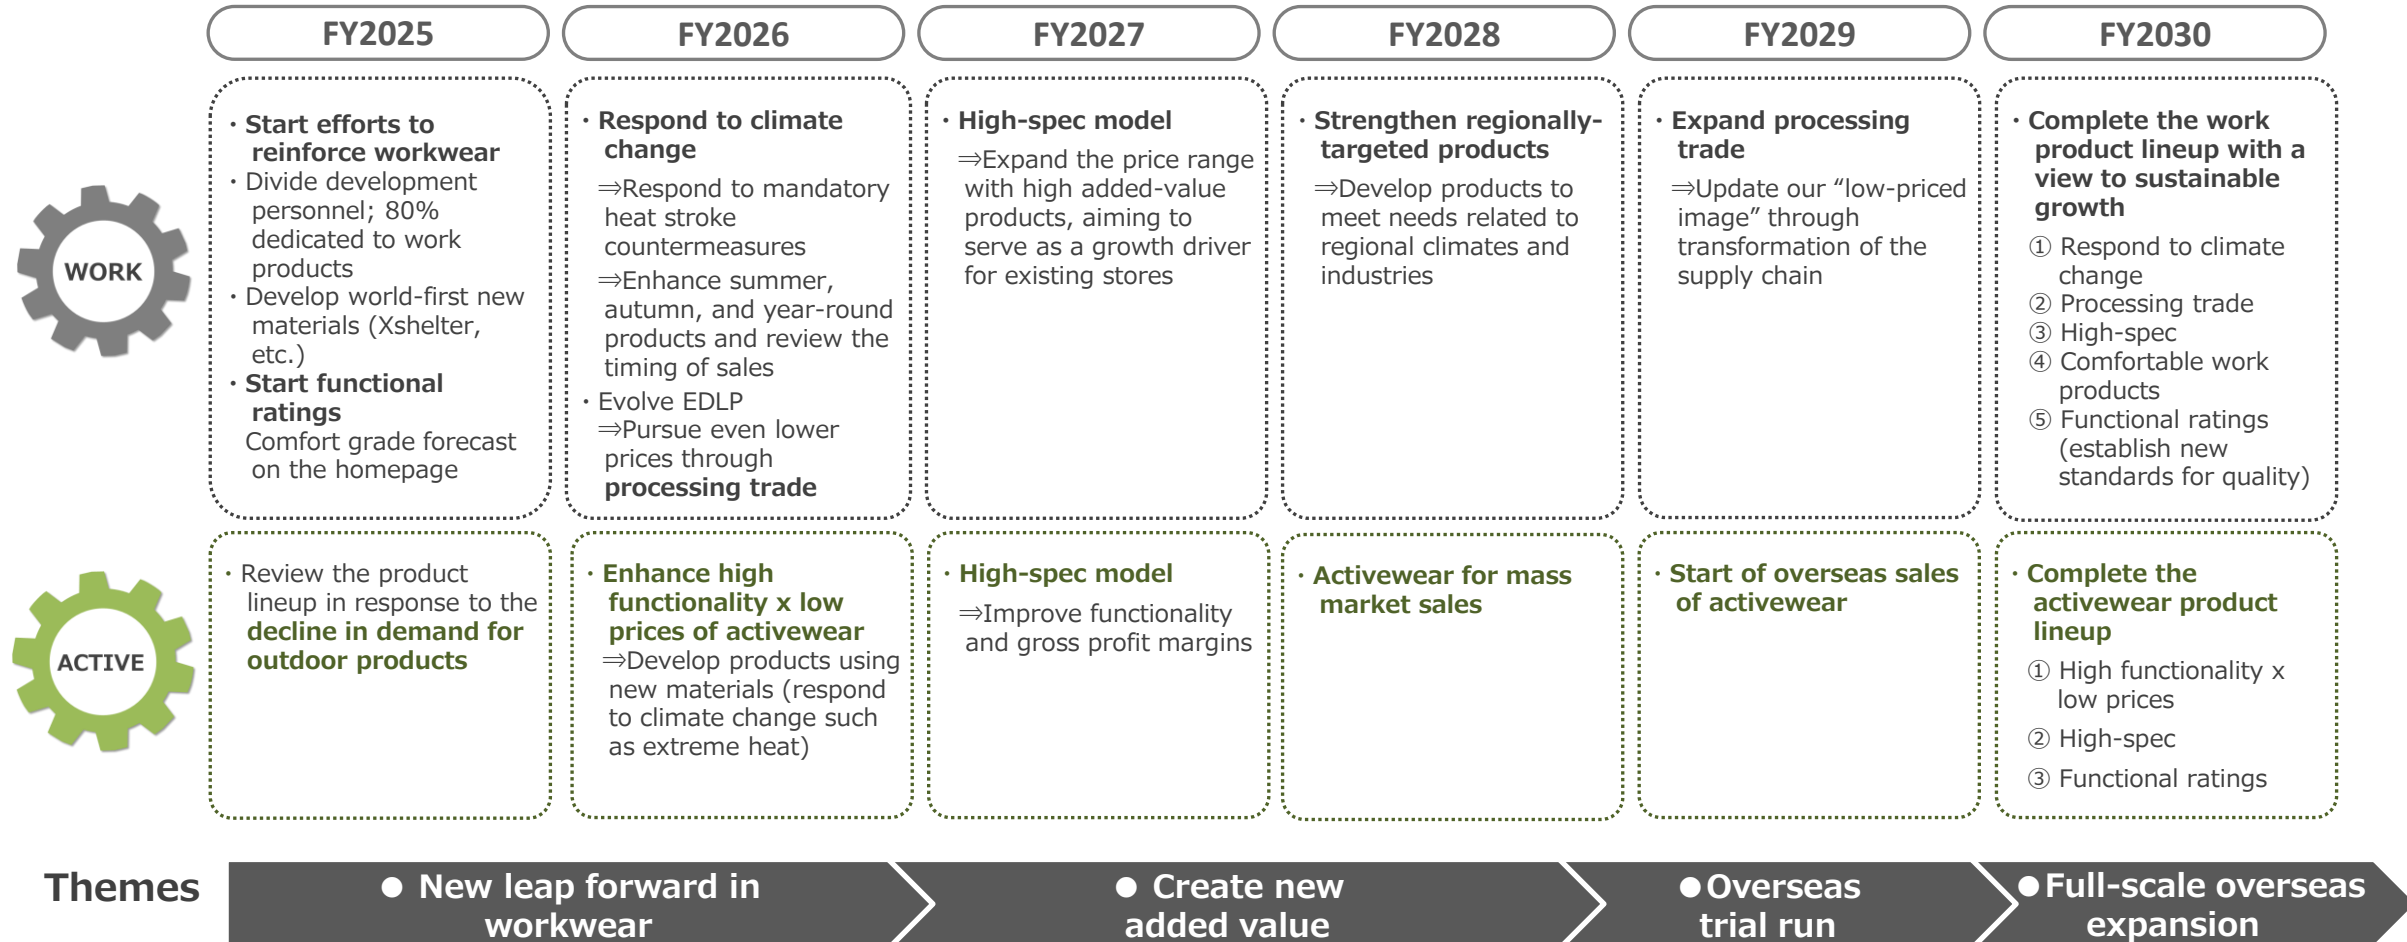 FY2025
FY2026
FY2027
FY2028
FY2029
FY2030
WORK
・Start efforts to
reinforce workwear
・Divide development
personnel; 80%
dedicated to work
products
・Develop world-first new
materials (Xshelter,
etc.)
・Start functional
ratings
Comfort grade forecast
on the homepage
・Respond to climate
change
⇒Respond to mandatory
heat stroke
countermeasures
⇒Enhance summer,
autumn, and year-round
products and review the
timing of sales
・Evolve EDLP
⇒Pursue even lower
prices through
processing trade
・High-spec model
⇒Expand the price range
with high added-value
products, aiming to
serve as a growth driver
for existing stores
・Strengthen regionally-
targeted products
⇒Develop products to
meet needs related to
regional climates and
industries
・Expand processing
trade
⇒Update our “low-priced
image” through
transformation of the
supply chain
・Complete the work
product lineup with a
view to sustainable
growth
① Respond to climate
change
② Processing trade
③ High-spec
④ Comfortable work
products
⑤ Functional ratings
(establish new
standards for quality)
ACTIVE
・Review the product
lineup in response to the
decline in demand for
outdoor products
・Enhance high
functionality x low
prices of activewear
⇒Develop products using
new materials (respond
to climate change such
as extreme heat)
・High-spec model
⇒Improve functionality
and gross profit margins
・Activewear for mass
market sales
・Start of overseas sales
of activewear
・Complete the
activewear product
lineup
① High functionality x
low prices
② High-spec
③ Functional ratings
Themes
● New leap forward in
workwear
● Create new
added value
●Overseas
trial run
●Full-scale overseas
expansion